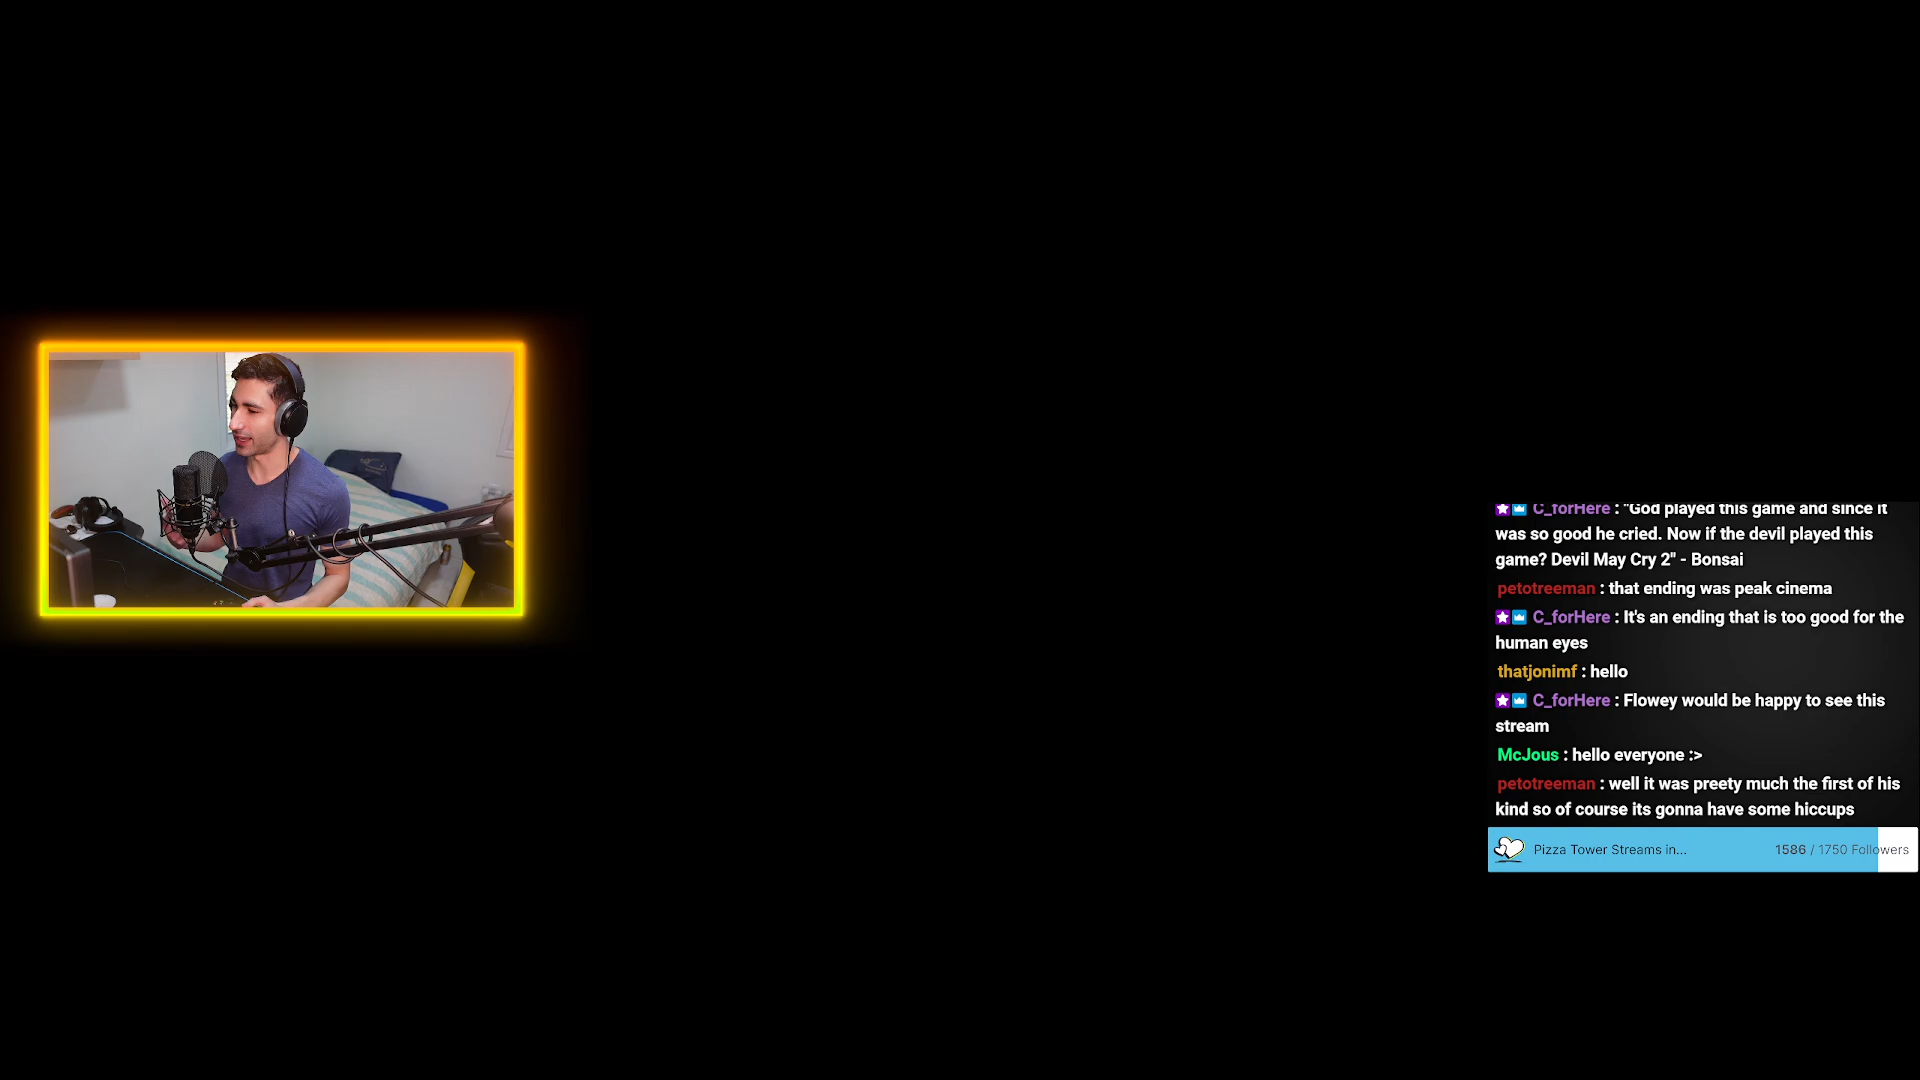 C_forHere : "God played this game and since it
was so good he cried. Now if the devil played this
game? Devil May Cry 2" - Bonsai
petotreeman : that ending was peak cinema
C_forHere : It's an ending that is too good for the
human eyes
thatjonimf : hello
C_forHere : Flowey would be happy to see this
stream
McJous : hello everyone :>
petotreeman : well it was preety much the first of his
kind so of course its gonna have some hiccups
Pizza Tower Streams in... 1586 / 1750 Followers